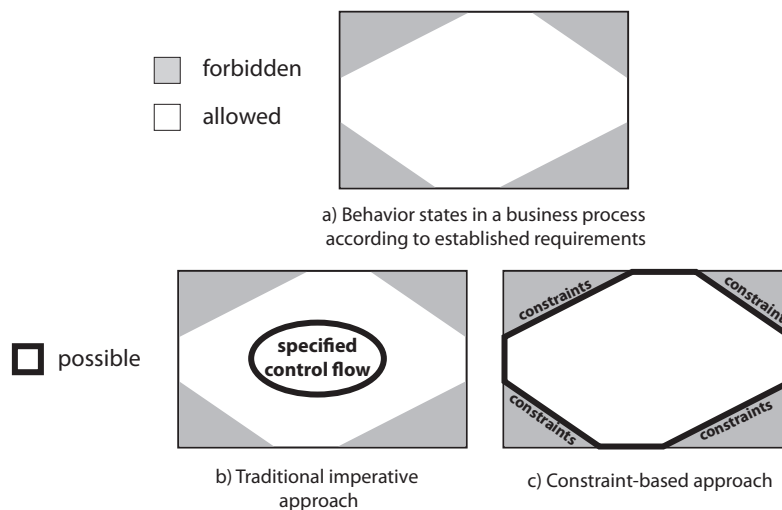 forbidden
allowed
a) Behavior states in a business process
according to established requirements
possible
specified
control flow
constraints
constraint
constraints
constraints
b) Traditional imperative
approach
c) Constraint-based approach